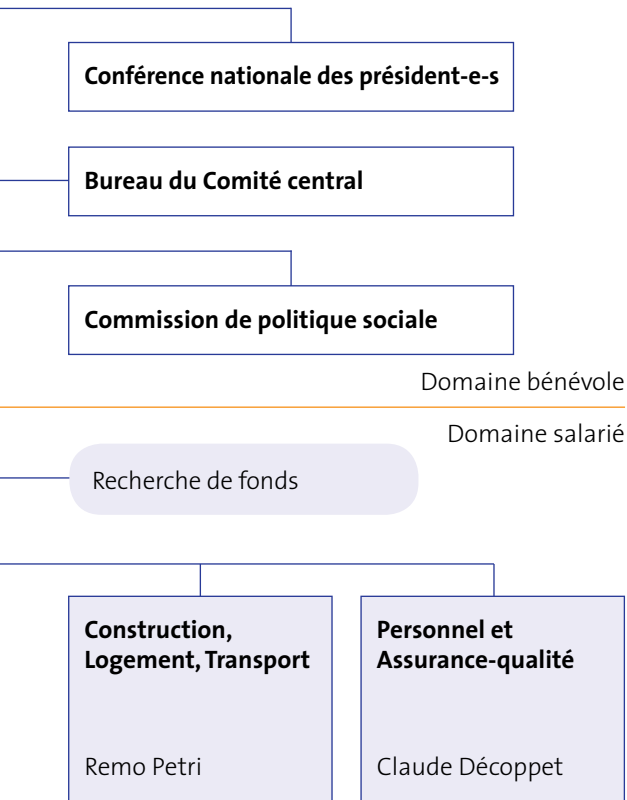 Conférence nationale des président-e-s
Bureau du Comité central
Commission de politique sociale
Domaine bénévole
Domaine salarié
Recherche de fonds
Construction,
Logement, Transport
Remo Petri
Personnel et
Assurance-qualité
Claude Décoppet